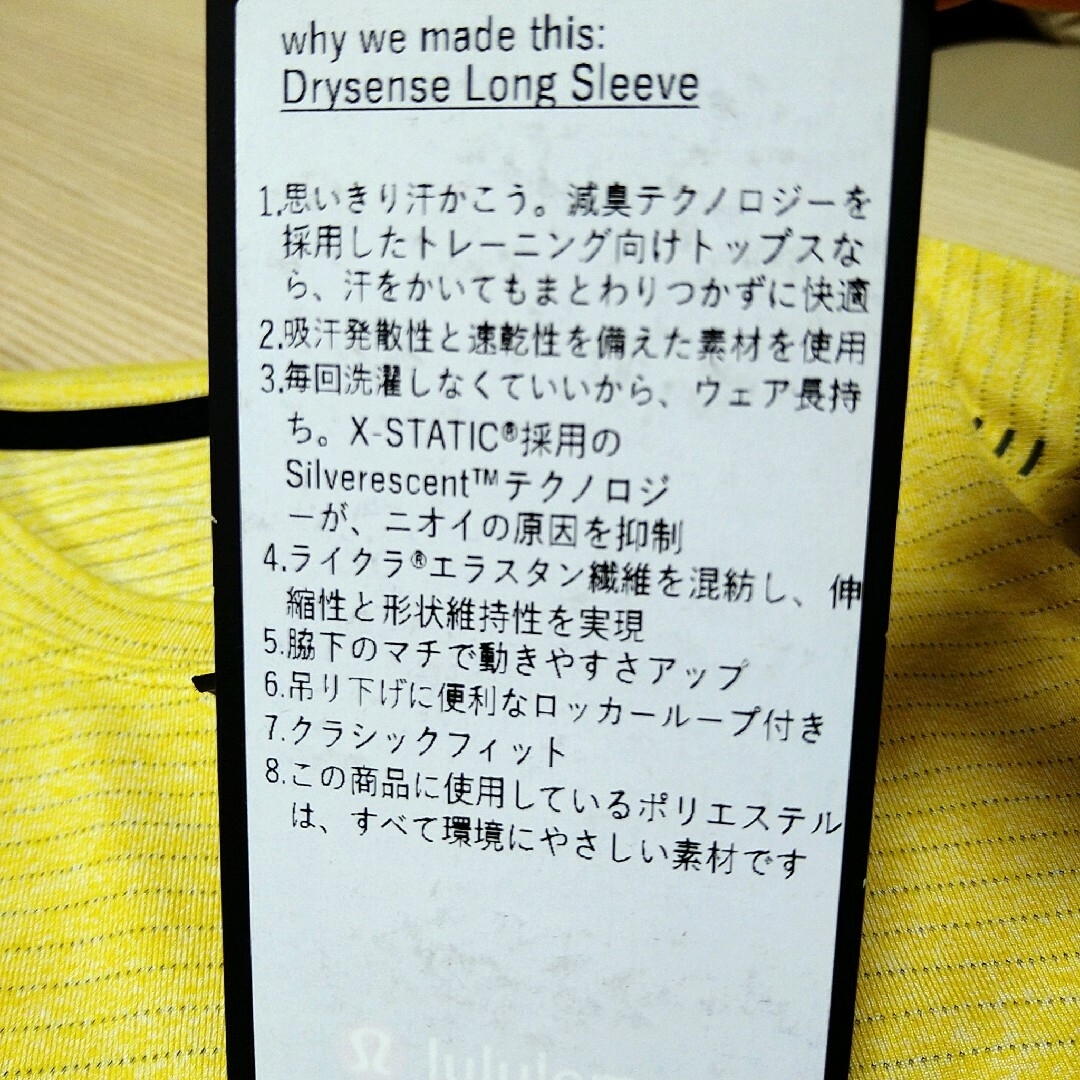 why we made this:
Drysense Long Sleeve
1.思いきり汗かこう。減臭テクノロジーを
採用したトレーニング向けトップスな
ら、汗をかいてもまとわりつかずに快適
2.吸汗発散性と速乾性を備えた素材を使用
3.毎回洗濯しなくていいから、ウェア長持
ち。X-STATIC®採用の
Silverescent™テクノロジ
ーが、ニオイの原因を抑制
4.ライクラ®エラスタン繊維を混紡し、伸
縮性と形状維持性を実現
5.脇下のマチで動きやすさアップ
6.吊り下げに便利なロッカーループ付き
7.クラシックフィット
8.この商品に使用しているポリエステル
は、すべて環境にやさしい素材です